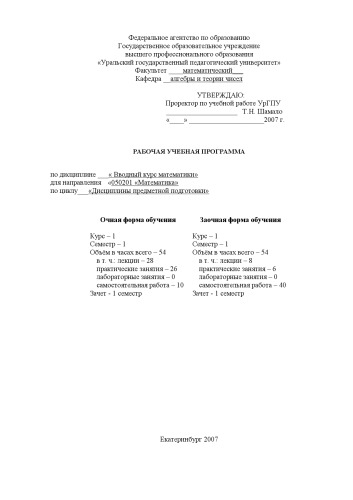 Федеральное агентство по образованию
Государственное образовательное учреждение
высшего профессионального образования
«Уральский государственный педагогический университет»
Факультет ____математический___
Кафедра __алгебры и теории чисел
УТВЕРЖДАЮ:
Проректор по учебной работе УрГПУ
____________________ Т.Н. Шамало
«____» ______________________2007 г.
РАБОЧАЯ УЧЕБНАЯ ПРОГРАММА
по дисциплине ___« Вводный курс математики»
для направления «050201 «Математика»
по циклу___«Дисциплины предметной подготовки»
Очная форма обучения Заочная форма обучения
Курс – 1 Курс – 1
Семестр – 1 Семестр – 1
Объём в часах всего – 54 Объём в часах всего – 54
в т. ч.: лекции – 28 в т. ч.: лекции – 8
практические занятия – 26 практические занятия – 6
лабораторные занятия – 0 лабораторные занятия – 0
самостоятельная работа – 10 самостоятельная работа – 40
Зачет - 1 семестр Зачет - 1 семестр
Екатеринбург 2007